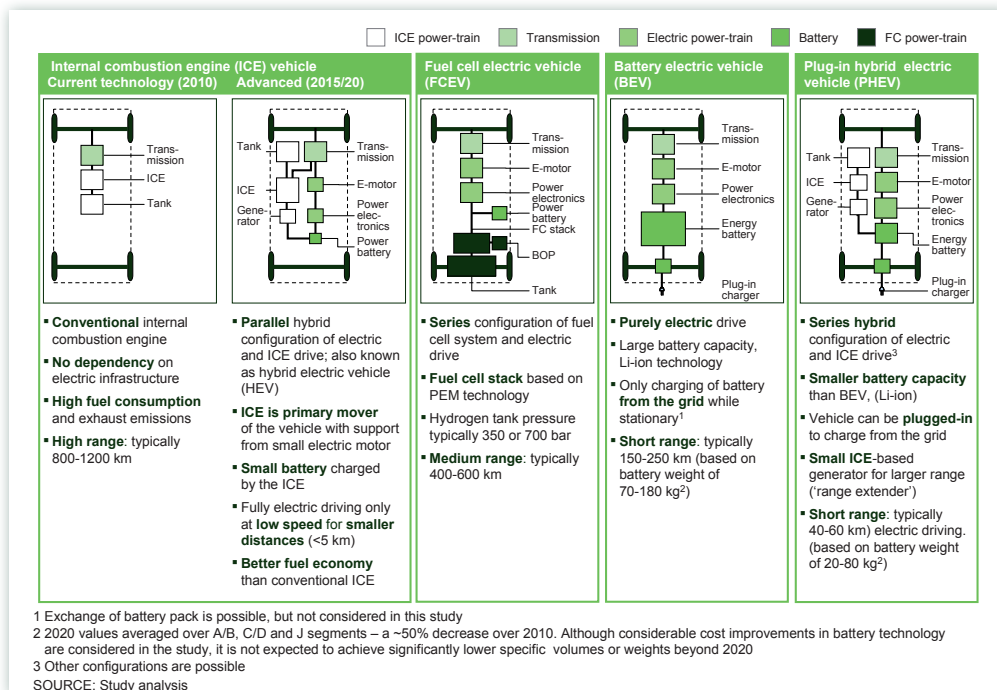 ICE power-train
Transmission
Electric power-train
Battery
FC power-train
Internal combustion engine (ICE) vehicle
Current technology (2010)
Advanced (2015/20)
Fuel cell electric vehicle
(FCEV)
Battery electric vehicle
(BEV)
Plug-in hybrid electric
vehicle (PHEV)
Trans-
mission
ICE
Tank
Tank
ICE
Gene-
rator
Trans-
mission
E-motor
Power
elec-
tronics
Power
battery
Trans-
mission
E-motor
Power
electronics
Power
battery
FC stack
BOP
Tank
Trans-
mission
E-motor
Power
electronics
Energy
battery
Plug-in
charger
Tank
ICE
Gene-
rator
Trans-
mission
E-motor
Power
elec-
tronics
Energy
battery
Plug-in
charger
▪ Conventional internal
combustion engine
▪ No dependency on
electric infrastructure
▪ High fuel consumption
and exhaust emissions
▪ High range: typically
800-1200 km
▪ Parallel hybrid
configuration of electric
and ICE drive; also known
as hybrid electric vehicle
(HEV)
▪ ICE is primary mover
of the vehicle with support
from small electric motor
▪ Small battery charged
by the ICE
▪ Fully electric driving only
at low speed for smaller
distances (<5 km)
▪ Better fuel economy
than conventional ICE
▪ Series configuration of fuel
cell system and electric
drive
▪ Fuel cell stack based on
PEM technology
▪ Hydrogen tank pressure
typically 350 or 700 bar
▪ Medium range: typically
400-600 km
▪ Purely electric drive
▪ Large battery capacity,
Li-ion technology
▪ Only charging of battery
from the grid while
stationary1
▪ Short range: typically
150-250 km (based on
battery weight of
70-180 kg2)
▪ Series hybrid
configuration of electric
and ICE drive3
▪ Smaller battery capacity
than BEV, (Li-ion)
▪ Vehicle can be plugged-in
to charge from the grid
▪ Small ICE-based
generator for larger range
(‘range extender’)
▪ Short range: typically
40-60 km) electric driving.
(based on battery weight
of 20-80 kg2)
1 Exchange of battery pack is possible, but not considered in this study
2 2020 values averaged over A/B, C/D and J segments – a ~50% decrease over 2010. Although considerable cost improvements in battery technology
are considered in the study, it is not expected to achieve significantly lower specific volumes or weights beyond 2020
3 Other configurations are possible
SOURCE: Study analysis